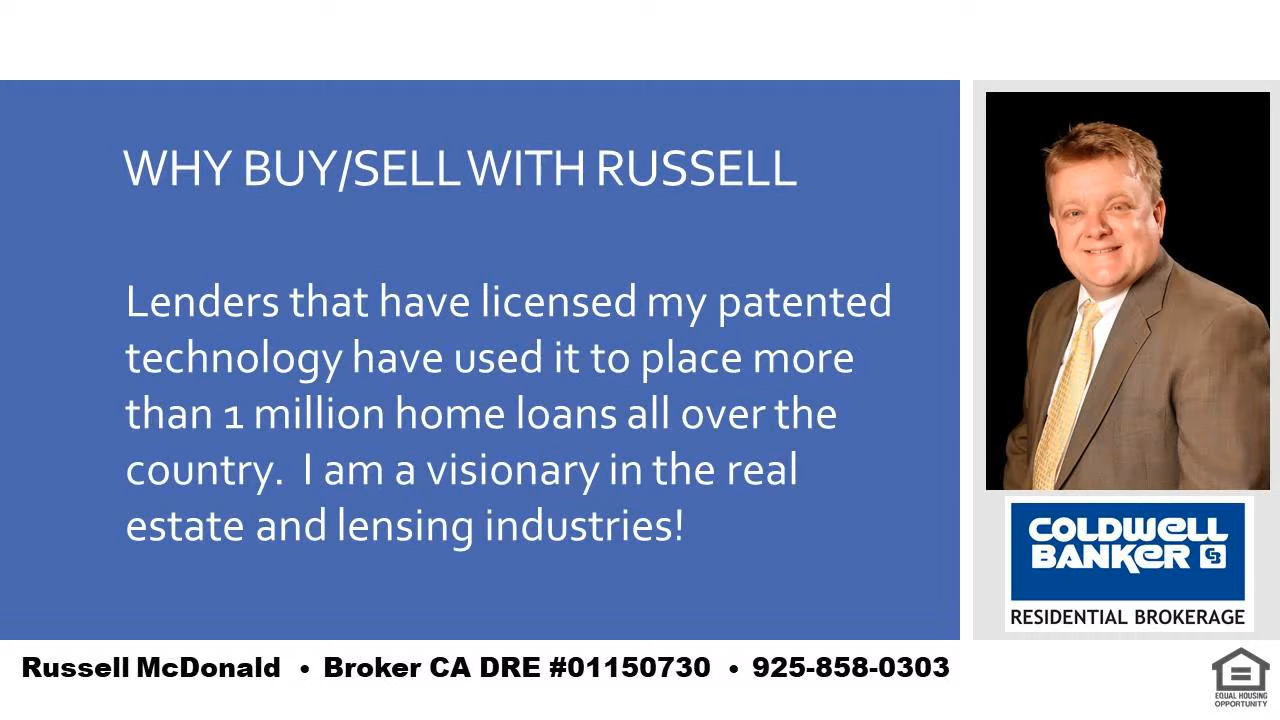 WHY BUY/SELL WITH RUSSELL
Lenders that have licensed my patented
technology have used it to place more
than 1 million home loans all over the
country.  I am a visionary in the real
estate and lensing industries!
COLDWELL
BANKER CB
RESIDENTIAL BROKERAGE
Russell McDonald • Broker CA DRE #01150730 • 925-858-0303
EQUAL HOUSING
OPPORTUNITY